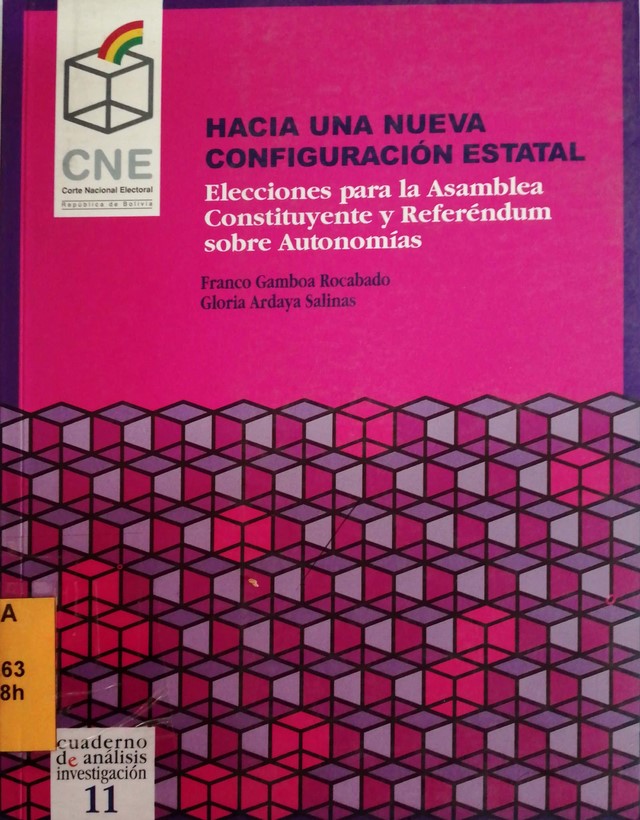 CNE
Corte Nacional Electoral
República de Bolivia
HACIA UNA NUEVA
CONFIGURACIÓN ESTATAL
Elecciones para la Asamblea
Constituyente y Referéndum
sobre Autonomías
Franco Gamboa Rocabado
Gloria Ardaya Salinas
A
63
8h
cuaderno
de análisis
investigación
11